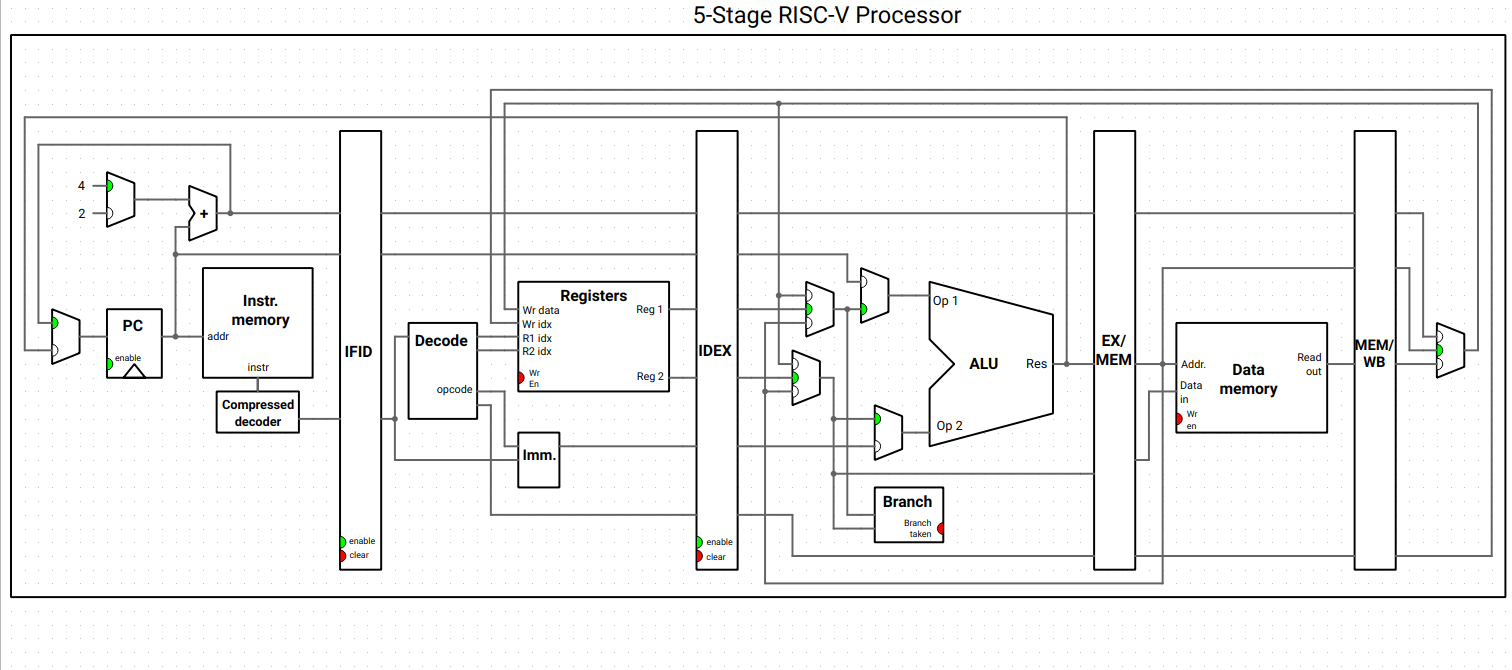 5-Stage RISC-V Processor
4
2
+
PC
enable
Instr.
memory
addr
instr
Compressed
decoder
IFID
enable
clear
Decode
opcode
Registers
Wr data
Wr idx
R1 idx
R2 idx
Wr
En
Reg 1
Reg 2
Imm.
IDEX
enable
clear
Op 1
ALU
Res
Op 2
Branch
Branch
taken
EX/
MEM
Addr.
Data
in
Wr
en
Data
memory
Read
out
MEM/
WB